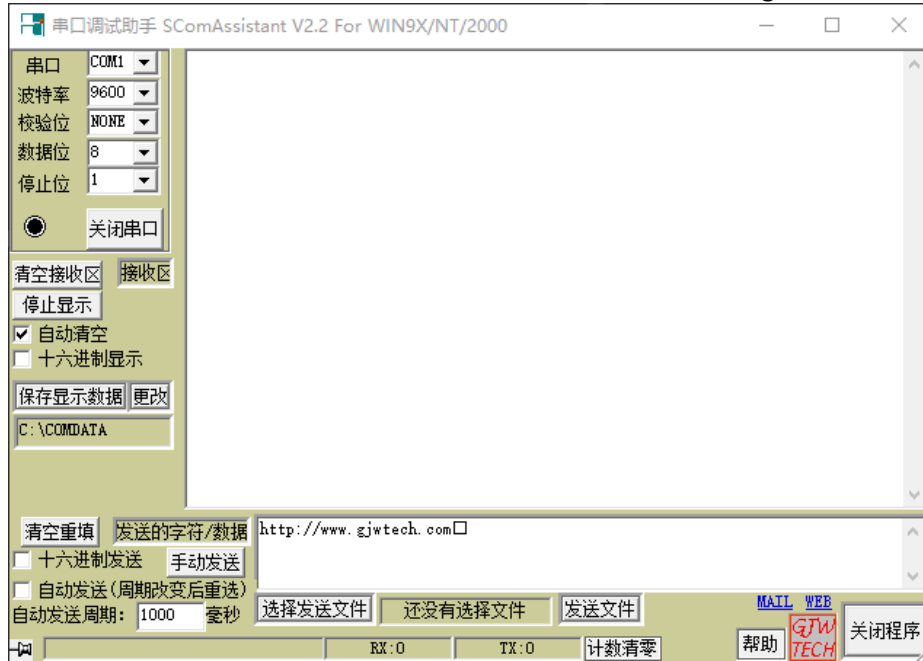 串口调试助手 SComAssistant V2.2 For WIN9X/NT/2000
串口 COM1
波特率 9600
校验位 NONE
数据位 8
停止位 1
关闭串口
清空接收区 接收区
停止显示
自动清空
十六进制显示
保存显示数据 更改
C:\COMDATA
清空重填 发送的字符/数据 http://www.gjwtech.com□
十六进制发送 手动发送
自动发送(周期改变后重选)
自动发送周期: 1000 毫秒 选择发送文件 还没有选择文件 发送文件 MAIL WEB
RX:0 TX:0 计数清零 帮助 GJW TECH 关闭程序